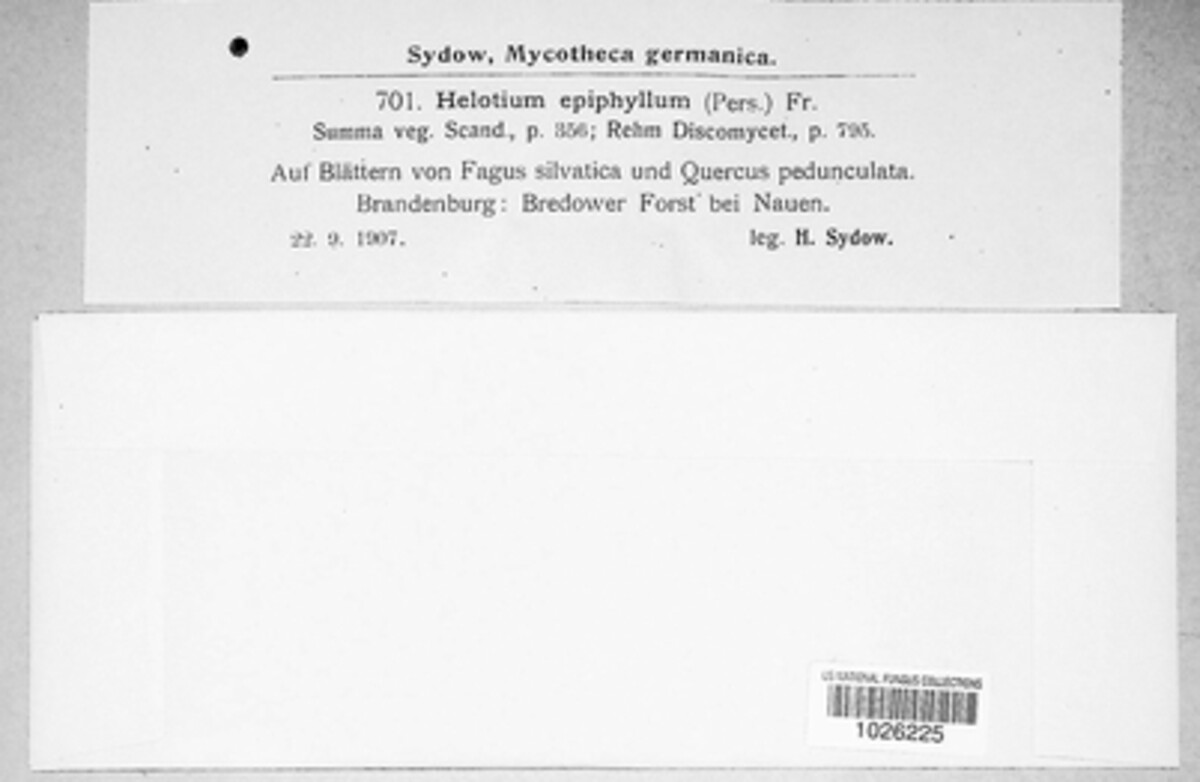 Sydow, Mycotheca germanica.
701. Helotium epiphyllum (Pers.) Fr.
Summa veg. Scand., p. 356; Rehm Discomycet., p. 795.
Auf Blättern von Fagus silvatica und Quercus pedunculata.
Brandenburg: Bredower Forst bei Nauen.
22. 9. 1907. leg. H. Sydow.
US NATIONAL FUNGUS COLLECTIONS
1026225